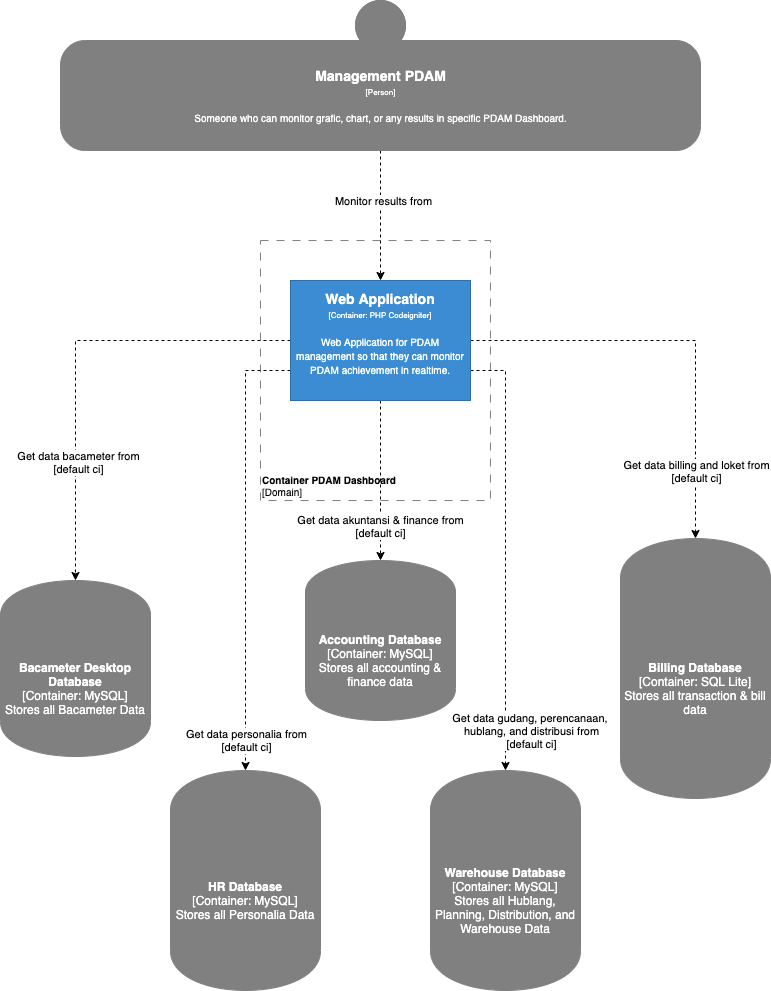 Management PDAM
[Person]
Someone who can monitor grafic, chart, or any results in specific PDAM Dashboard.
Monitor results from
Web Application
[Container: PHP Codeigniter]
Web Application for PDAM
management so that they can monitor
PDAM achievement in realtime.
Get data bacameter from
[default ci]
Get data billing and loket from
[default ci]
Container PDAM Dashboard
[Domain]
Get data akuntansi & finance from
[default ci]
Accounting Database
[Container: MySQL]
Stores all accounting &
finance data
Bacameter Desktop
Database
[Container: MySQL]
Stores all Bacameter Data
Billing Database
[Container: SQL Lite]
Stores all transaction & bill
data
Get data personalia from
[default ci]
Get data gudang, perencanaan,
hublang, and distribusi from
[default ci]
HR Database
[Container: MySQL]
Stores all Personalia Data
Warehouse Database
[Container: MySQL]
Stores all Hublang,
Planning, Distribution, and
Warehouse Data